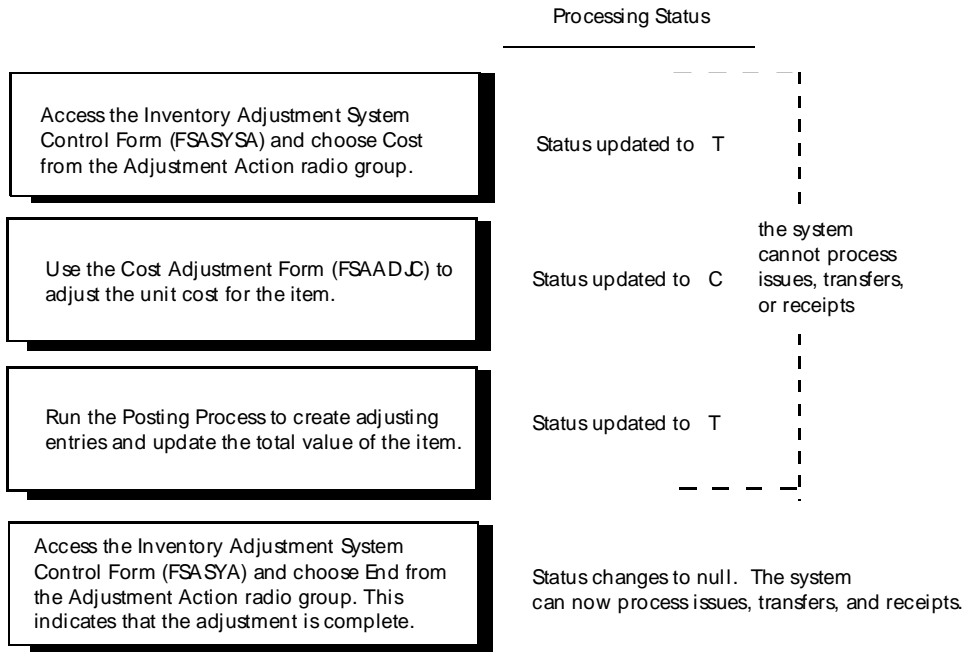 Processing Status
Access the Inventory Adjustment System
Control Form (FSASYSA) and choose Cost
from the Adjustment Action radio group.
Status updated to T
the system
cannot process
issues, transfers,
or receipts
Use the Cost Adjustment Form (FSAADJC) to
adjust the unit cost for the item.
Status updated to C
Run the Posting Process to create adjusting
entries and update the total value of the item.
Status updated to T
Access the Inventory Adjustment System
Control Form (FSASYA) and choose End from
the Adjustment Action radio group. This
indicates that the adjustment is complete.
Status changes to null. The system
can now process issues, transfers, and receipts.